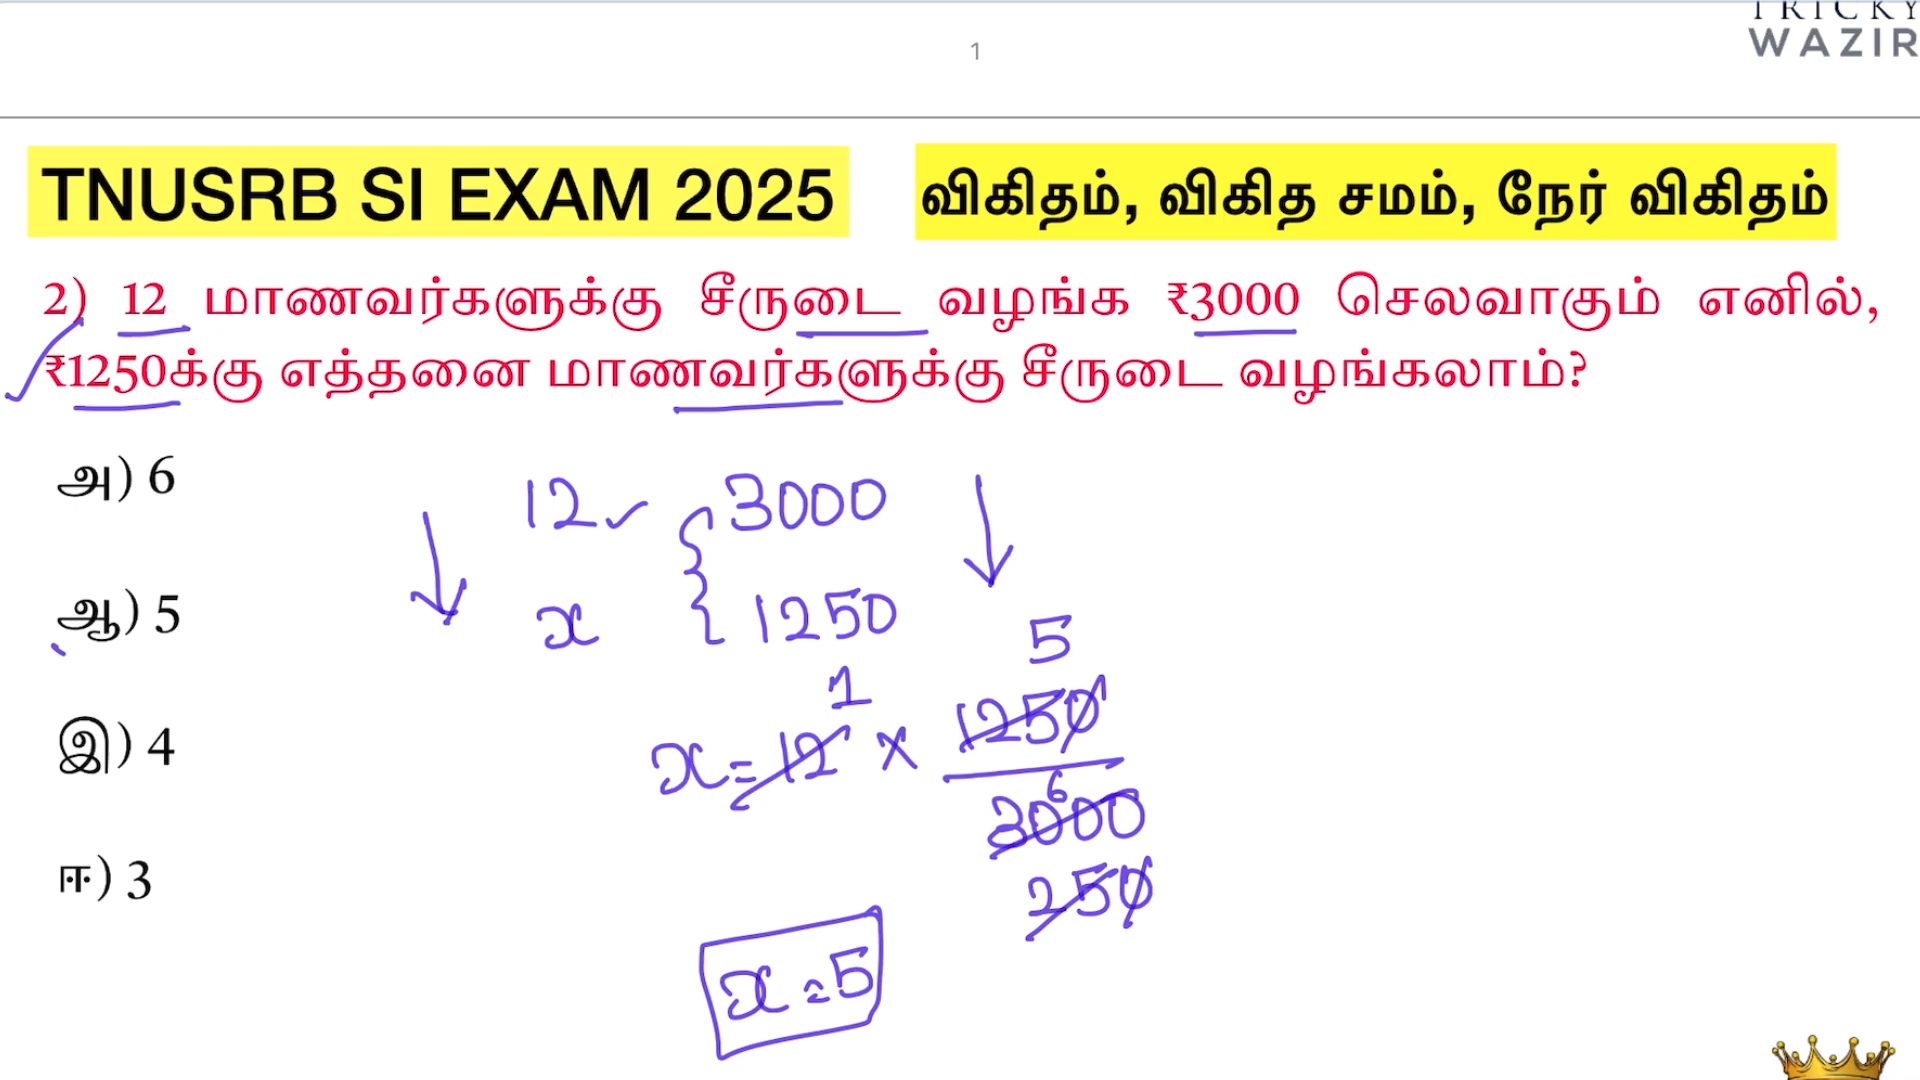 TRICKY
WAZIR
1
TNUSRB SI EXAM 2025
விகிதம், விகித சமம், நேர் விகிதம்
2) 12 மாணவர்களுக்கு சீருடை வழங்க ₹3000 செலவாகும் எனில்,
₹1250க்கு எத்தனை மாணவர்களுக்கு சீருடை வழங்கலாம்?
அ) 6
ஆ) 5
இ) 4
ஈ) 3
12 3000
x 1250
1 5
x = 12 × 1250
6
3000
250
x = 5